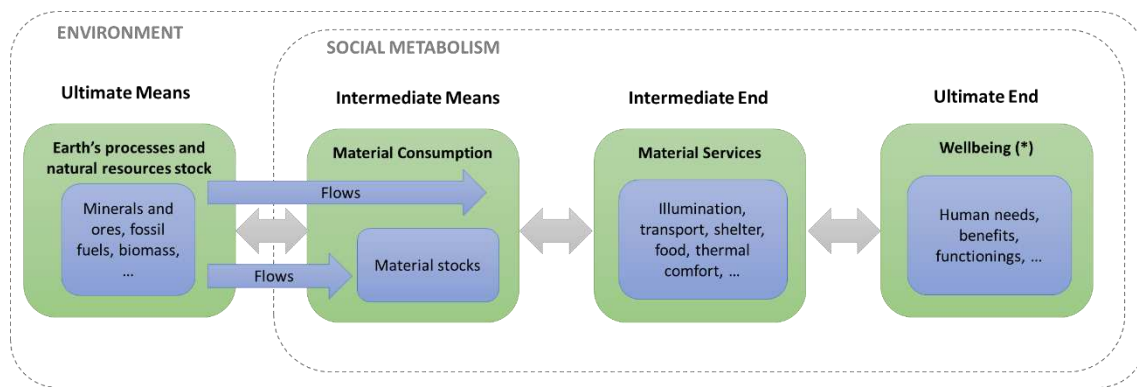 ENVIRONMENT
SOCIAL METABOLISM
Ultimate Means
Intermediate Means
Intermediate End
Ultimate End
Earth's processes and
natural resources stock
Minerals and
ores, fossil
fuels, biomass,
...
Flows
Flows
Material Consumption
Material stocks
Material Services
Illumination,
transport, shelter,
food, thermal
comfort, ...
Wellbeing (*)
Human needs,
benefits,
functionings, ...